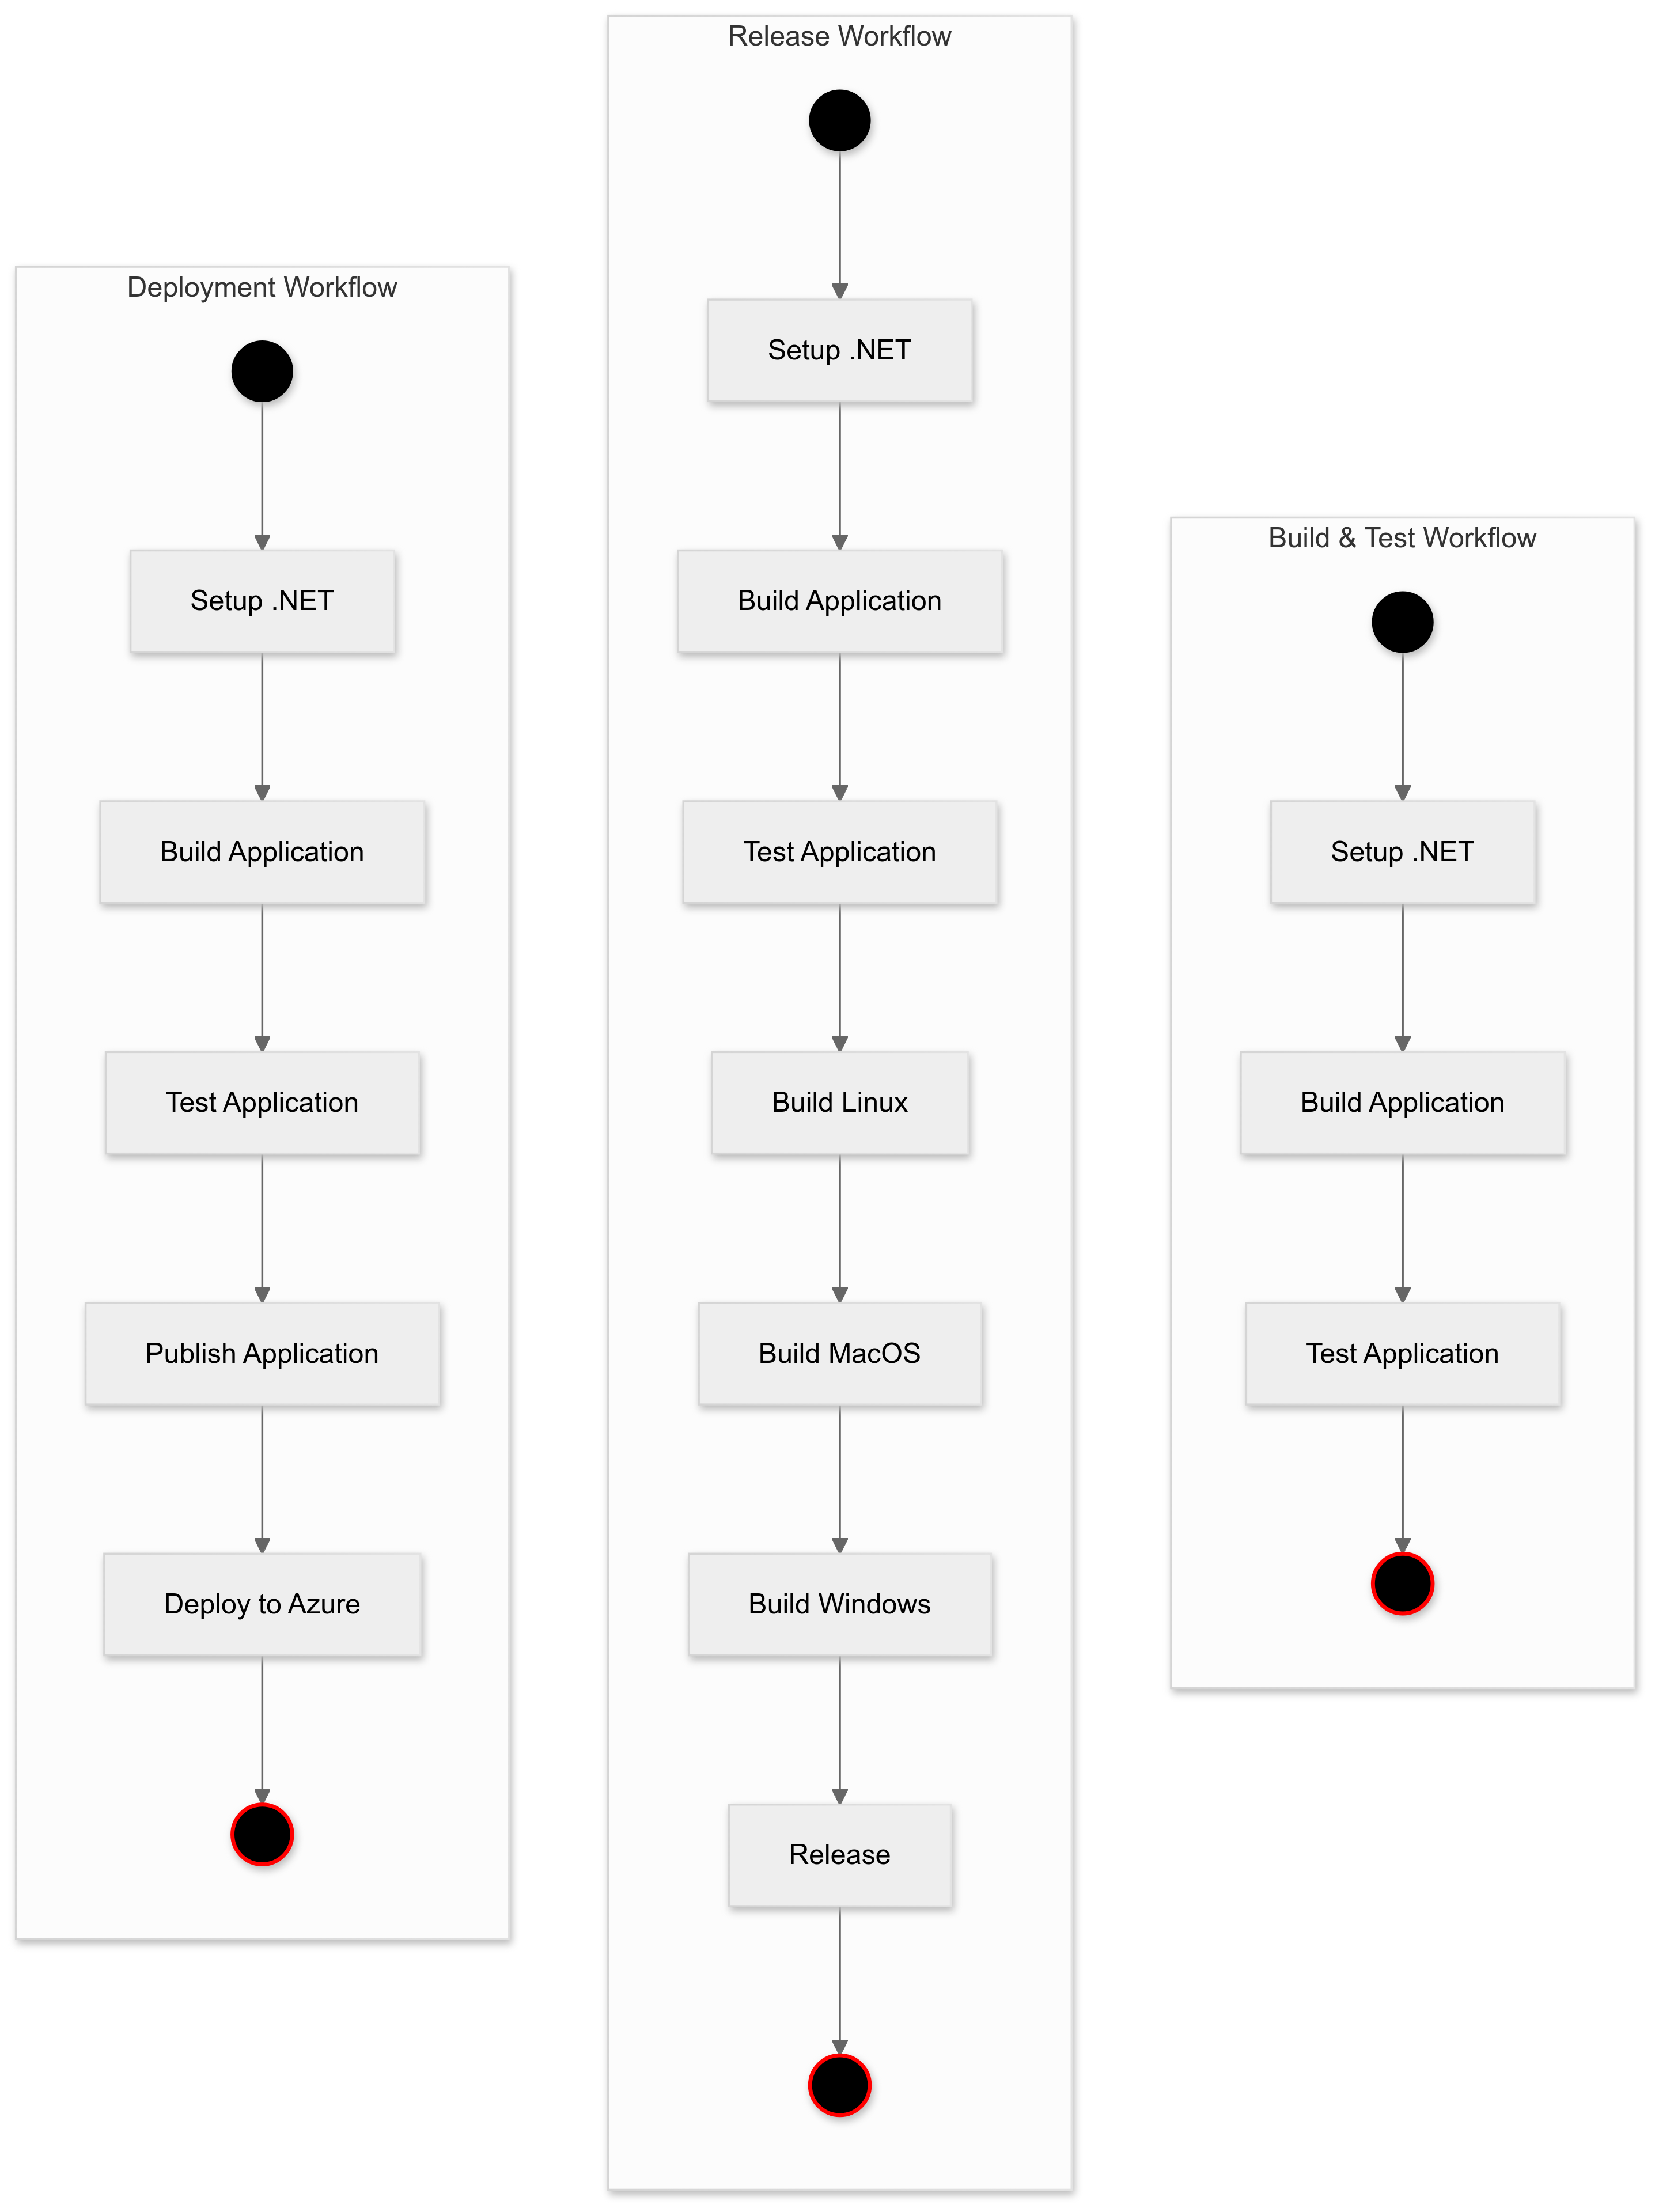 Deployment Workflow
Setup .NET
Build Application
Test Application
Publish Application
Deploy to Azure
Release Workflow
Setup .NET
Build Application
Test Application
Build Linux
Build MacOS
Build Windows
Release
Build & Test Workflow
Setup .NET
Build Application
Test Application